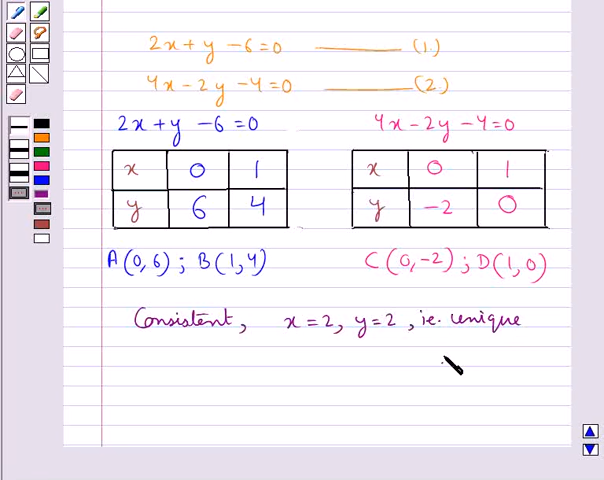 2x + y - 6 = 0 ——— (1.)
4x - 2y - 4 = 0 ——— (2.)
2x + y - 6 = 0
4x - 2y - 4 = 0
x 0 1
y 6 4
x 0 1
y -2 0
A(0, 6) ; B(1, 4)
C(0, -2) ; D(1, 0)
Consistent, x = 2, y = 2, i.e. unique